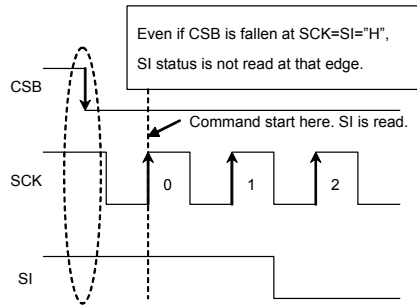 Even if CSB is fallen at SCK=SI=”H”,
SI status is not read at that edge.
CSB
Command start here. SI is read.
SCK
0
1
2
SI